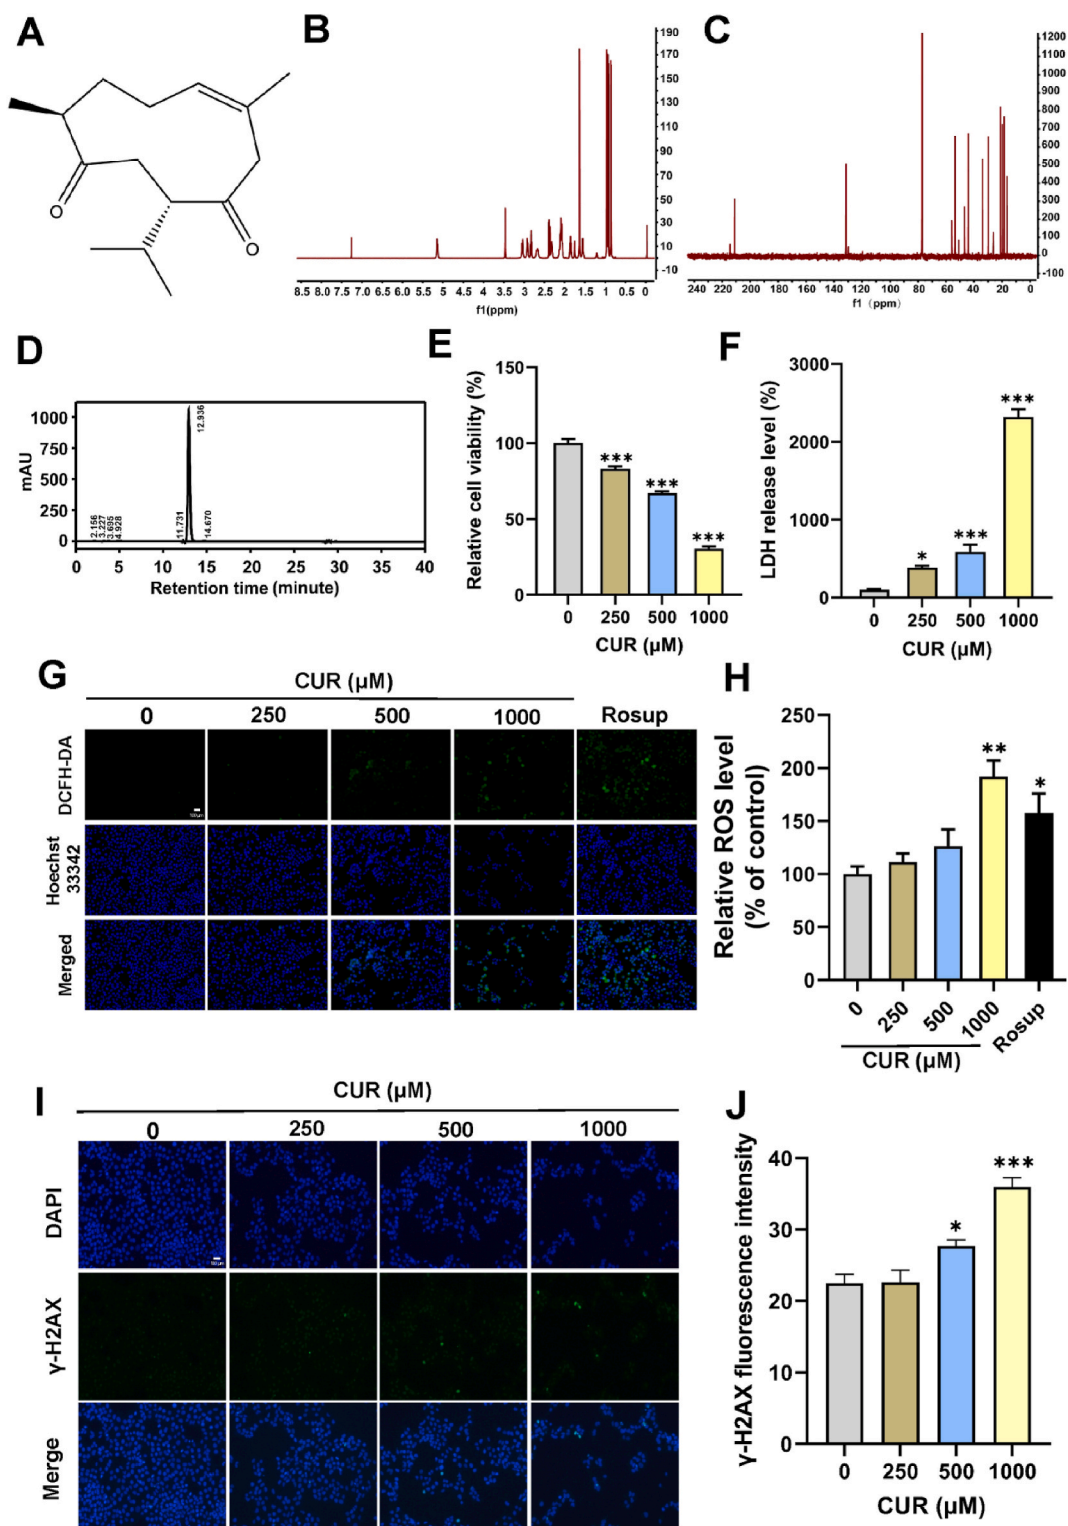 A
O
O
B
190
170
150
130
110
90
70
50
30
10
-10
8.5 8.0 7.5 7.0 6.5 6.0 5.5 5 4.5 4 3.5 3 2.5 2 1.5 1 0.5 0
f1(ppm)
C
1200
1100
1000
900
800
700
600
500
400
300
200
100
0
-100
240 220 200 180 160 140 120 100 80 60 40 20 0
f1 (ppm)
D
mAU
1000
750
500
250
0
2.156
3.227
3.695
4.928
11.731
12.936
14.670
0 5 10 15 20 25 30 35 40
Retention time (minute)
E
Relative cell viability (%)
150
100
50
0
***
***
***
0 250 500 1000
CUR (µM)
F
LDH release level (%)
3000
2000
1000
0
*
***
***
0 250 500 1000
CUR (µM)
G
CUR (µM)
0 250 500 1000 Rosup
DCFH-DA
Hoechst
33342
Merged
H
Relative ROS level
(% of control)
250
200
150
100
50
0
**
*
0 250 500 1000 Rosup
CUR (µM)
I
CUR (µM)
0 250 500 1000
DAPI
γ-H2AX
Merge
J
γ-H2AX fluorescence intensity
40
30
20
10
0
*
***
0 250 500 1000
CUR (µM)